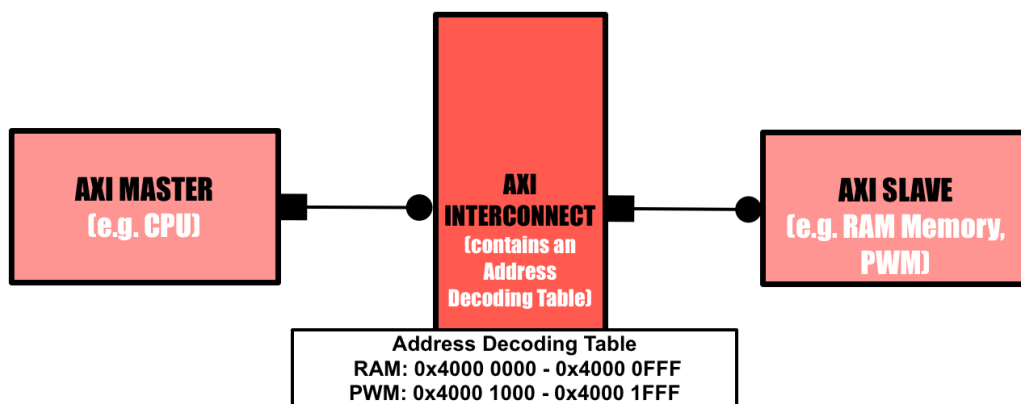 AXI MASTER
(e.g. CPU)
AXI
INTERCONNECT
(contains an
Address
Decoding Table)
AXI SLAVE
(e.g. RAM Memory,
PWM)
Address Decoding Table
RAM: 0x4000 0000 - 0x4000 0FFF
PWM: 0x4000 1000 - 0x4000 1FFF